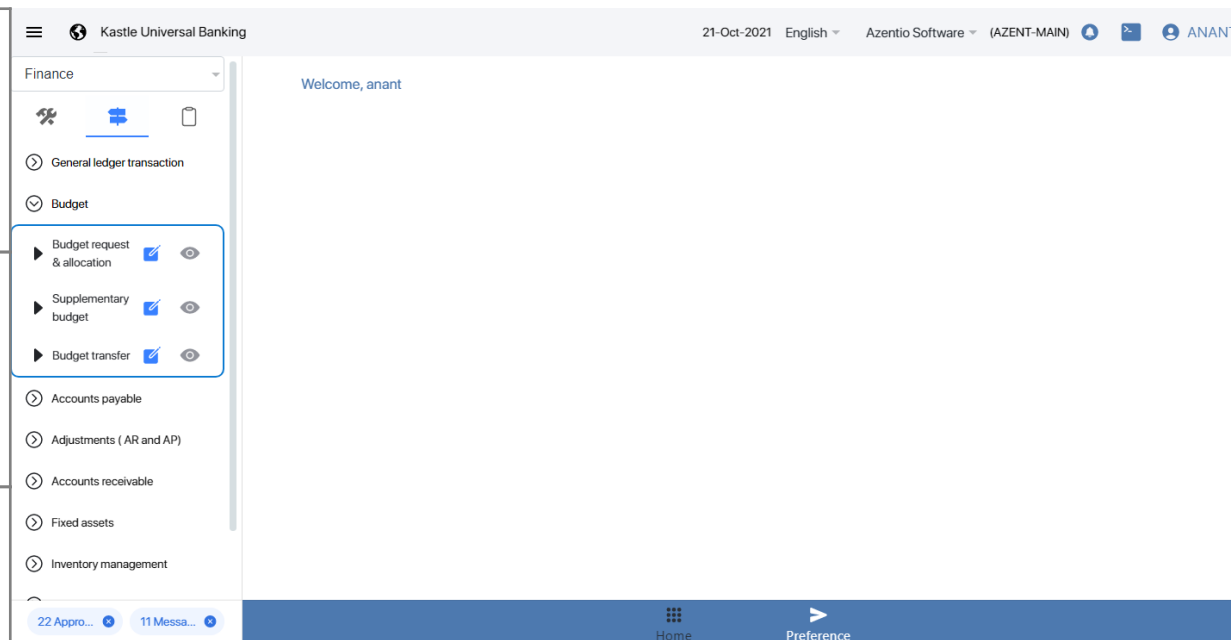 Kastle Universal Banking
21-Oct-2021 English Azentio Software (AZENT-MAIN) ANANT
Finance
Welcome, anant
General ledger transaction
Budget
Budget request
& allocation
Supplementary
budget
Budget transfer
Accounts payable
Adjustments ( AR and AP)
Accounts receivable
Fixed assets
Inventory management
22 Appro... 11 Messa...
Home Preference